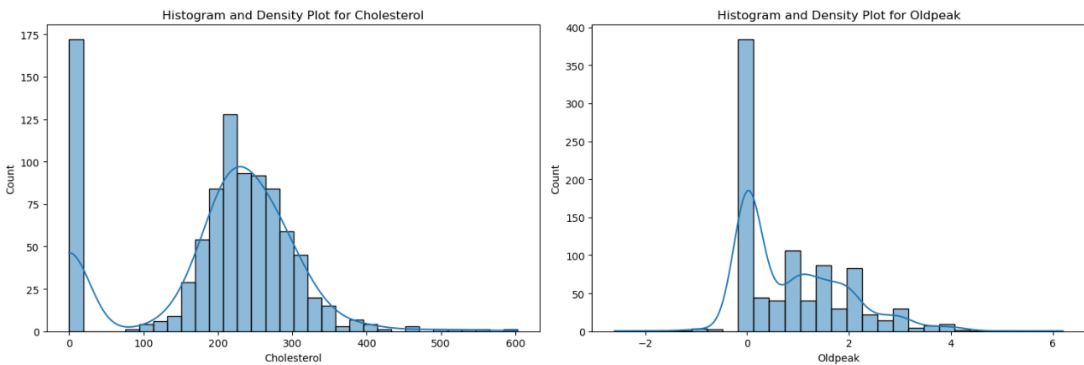 Histogram and Density Plot for Cholesterol
175
150
125
100
75
50
25
0
Count
0 100 200 300 400 500 600
Cholesterol
Histogram and Density Plot for Oldpeak
400
350
300
250
200
150
100
50
0
Count
−2 0 2 4 6
Oldpeak